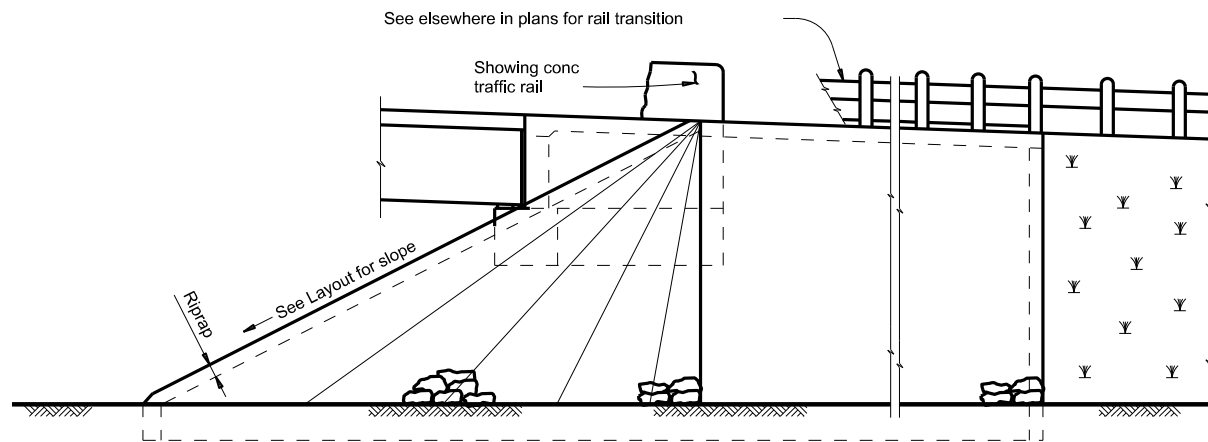 See elsewhere in plans for rail transition
Showing conc
traffic rail
See Layout for slope
Riprap